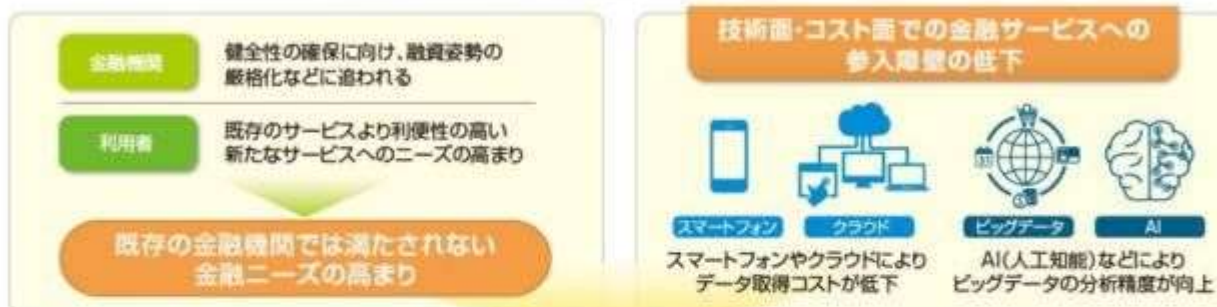 金融機関
健全性の確保に向け、融資姿勢の
厳格化などに追われる
利用者
既存のサービスより利便性の高い
新たなサービスへのニーズの高まり
既存の金融機関では満たされない
金融ニーズの高まり
技術面・コスト面での金融サービスへの
参入障壁の低下
スマートフォン
クラウド
ビッグデータ
AI
スマートフォンやクラウドにより
データ取得コストが低下
AI(人工知能)などにより
ビッグデータの分析精度が向上